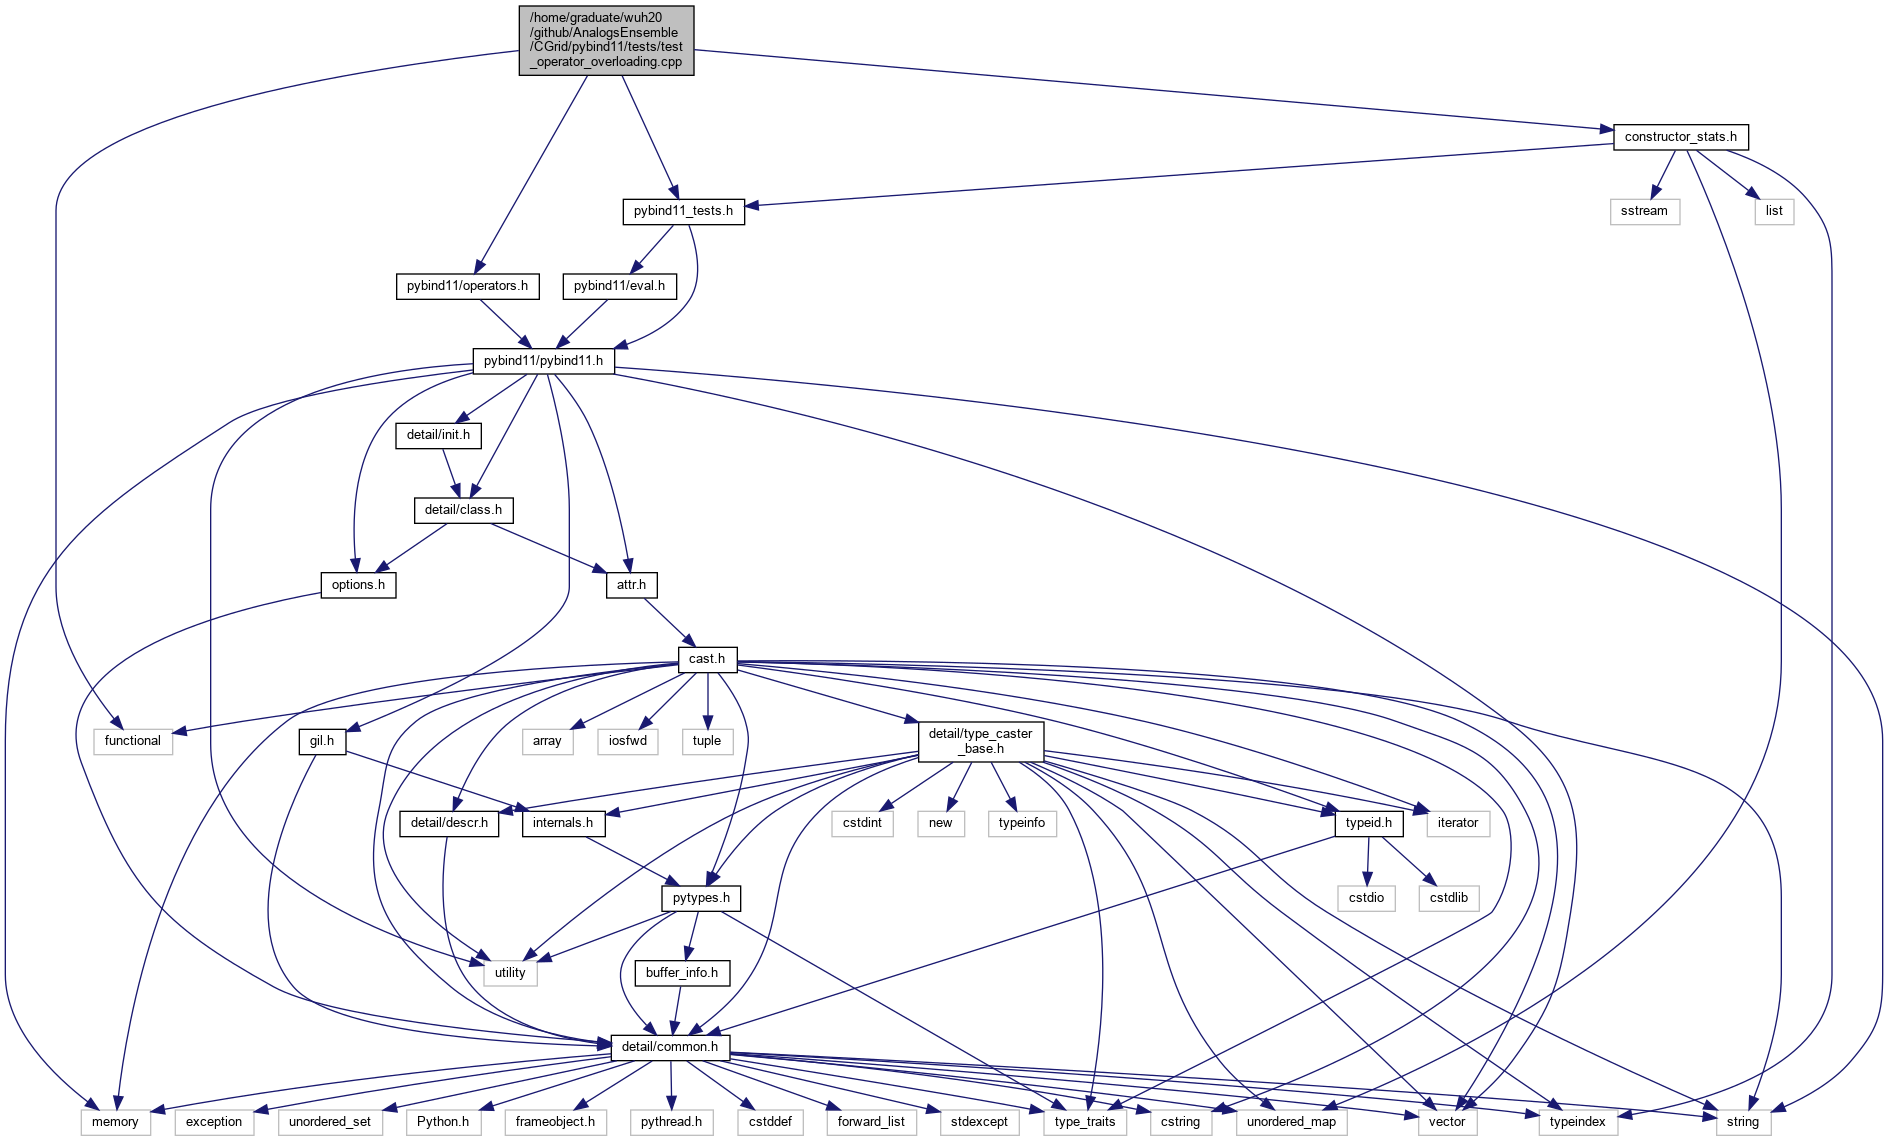 /home/graduate/wuh20
/github/AnalogsEnsemble
/CGrid/pybind11/tests/test
_operator_overloading.cpp
constructor_stats.h
pybind11_tests.h
sstream
list
pybind11/operators.h
pybind11/eval.h
pybind11/pybind11.h
detail/init.h
detail/class.h
options.h
attr.h
cast.h
functional
gil.h
array
iosfwd
tuple
detail/type_caster
_base.h
detail/descr.h
internals.h
cstdint
new
typeinfo
typeid.h
iterator
pytypes.h
cstdio
cstdlib
utility
buffer_info.h
detail/common.h
memory
exception
unordered_set
Python.h
frameobject.h
pythread.h
cstddef
forward_list
stdexcept
type_traits
cstring
unordered_map
vector
typeindex
string